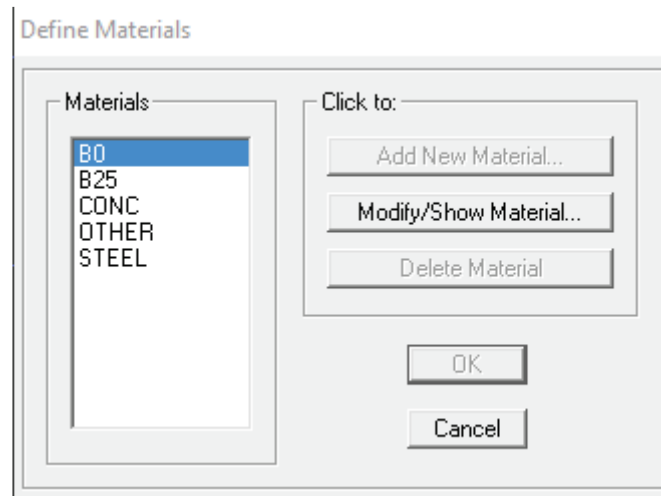 Define Materials
Materials
B0
B25
CONC
OTHER
STEEL
Click to:
Add New Material...
Modify/Show Material...
Delete Material
OK
Cancel